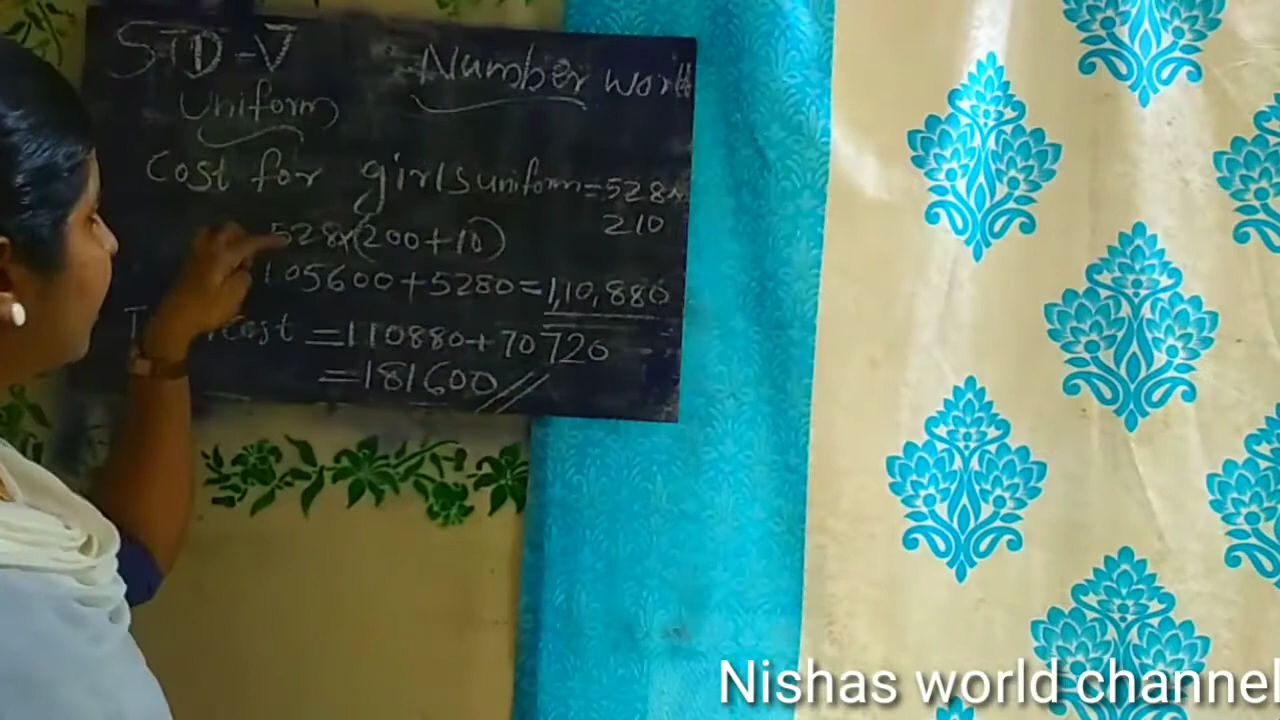 STD-V
Number world
Uniform
Cost for girls uniform = 528×
210
528×(200+10)
105600+5280=1,10,880
Cost =110880+70720
=181600//
Nishas world channel